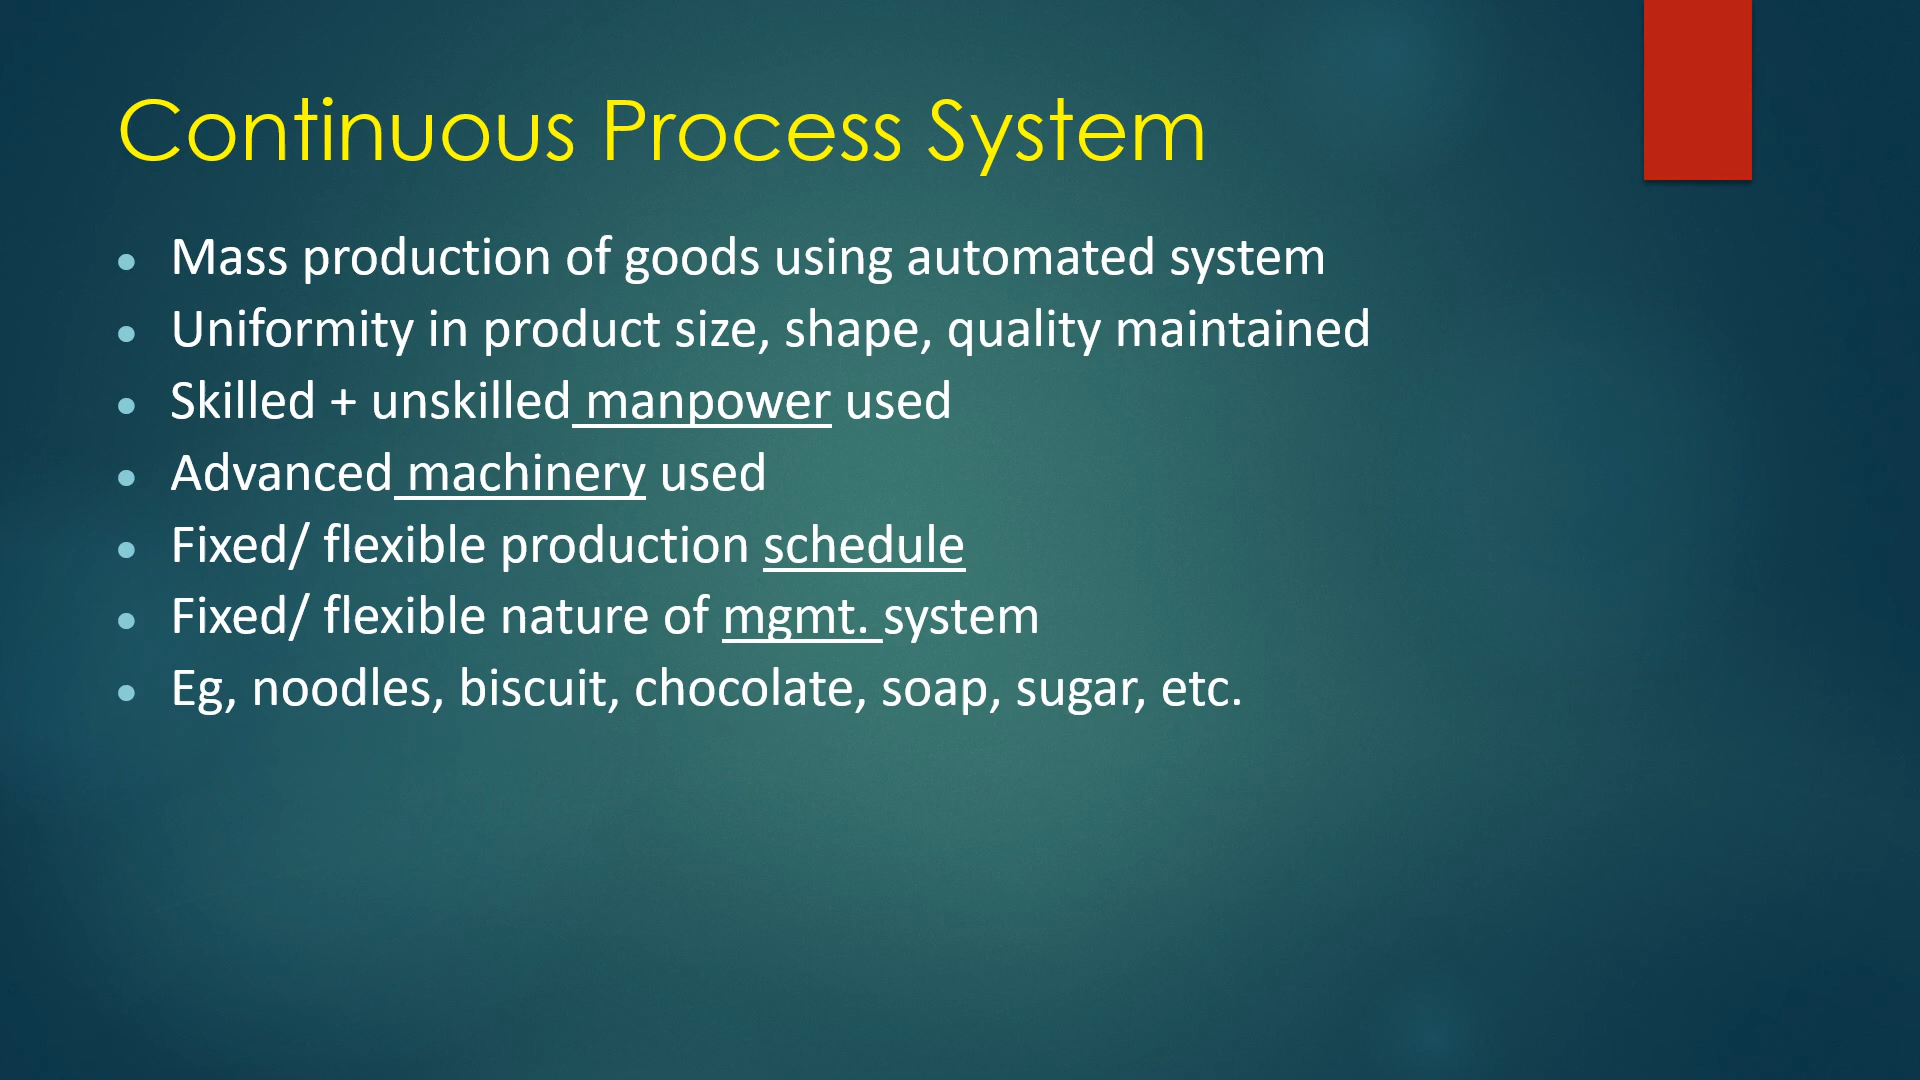 Continuous Process System
• Mass production of goods using automated system
• Uniformity in product size, shape, quality maintained
• Skilled + unskilled manpower used
• Advanced machinery used
• Fixed/ flexible production schedule
• Fixed/ flexible nature of mgmt. system
• Eg, noodles, biscuit, chocolate, soap, sugar, etc.